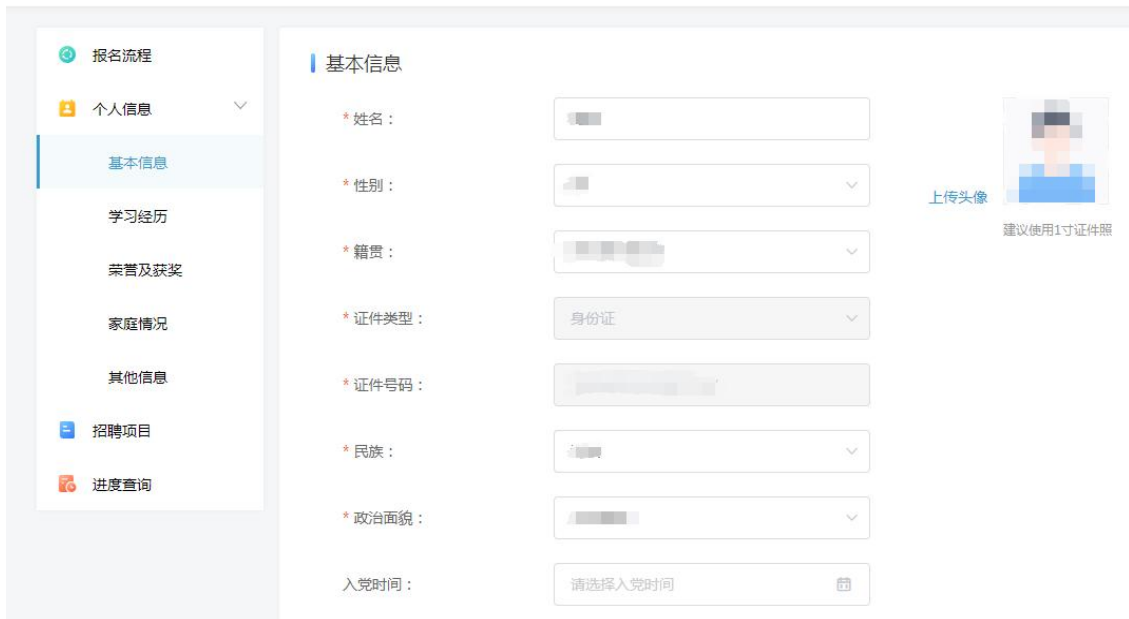 报名流程
个人信息
基本信息
学习经历
荣誉及获奖
家庭情况
其他信息
招聘项目
进度查询
基本信息
* 姓名：
* 性别：
* 籍贯：
* 证件类型： 身份证
* 证件号码：
* 民族：
* 政治面貌：
入党时间： 请选择入党时间
上传头像
建议使用1寸证件照